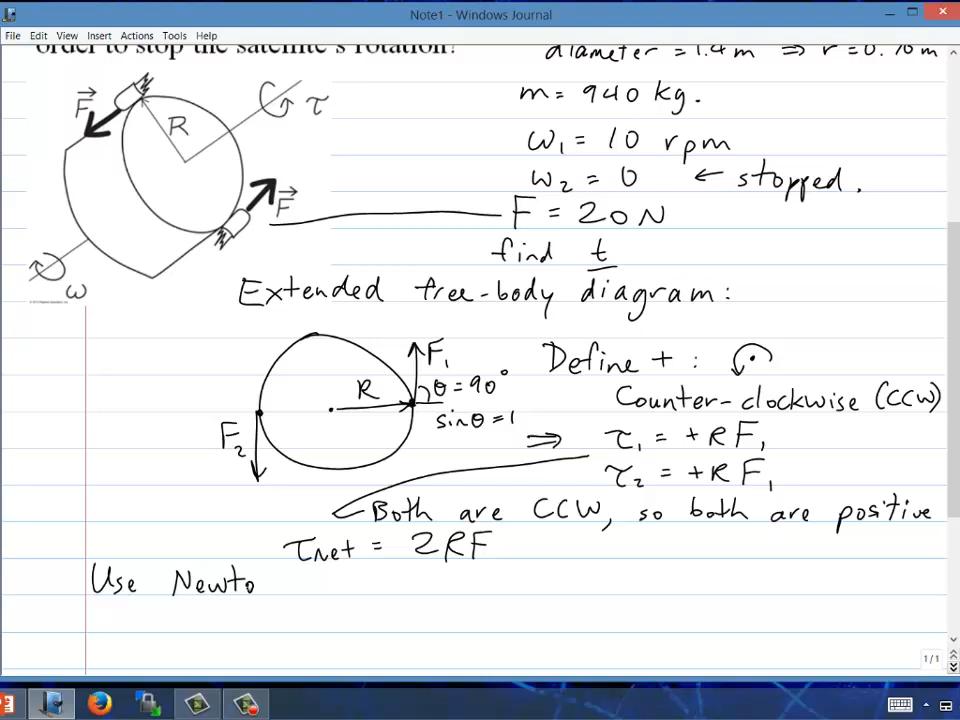 Note1 - Windows Journal
File Edit View Insert Actions Tools Help
order to stop the satellite's rotation?
diameter = 1.4 m ⇒ r = 0.70 m
m = 940 kg.
ω₁ = 10 rpm
ω₂ = 0 ← stopped.
F = 20 N
find t
F
R
τ
F
ω
Extended free-body diagram:
F₁
θ = 90°
R
sinθ = 1
F₂
Define + :
Counter-clockwise (CCW)
⇒ τ₁ = +RF₁
τ₂ = +RF₁
Both are CCW, so both are positive
τNet = 2RF
Use Newto
1/1